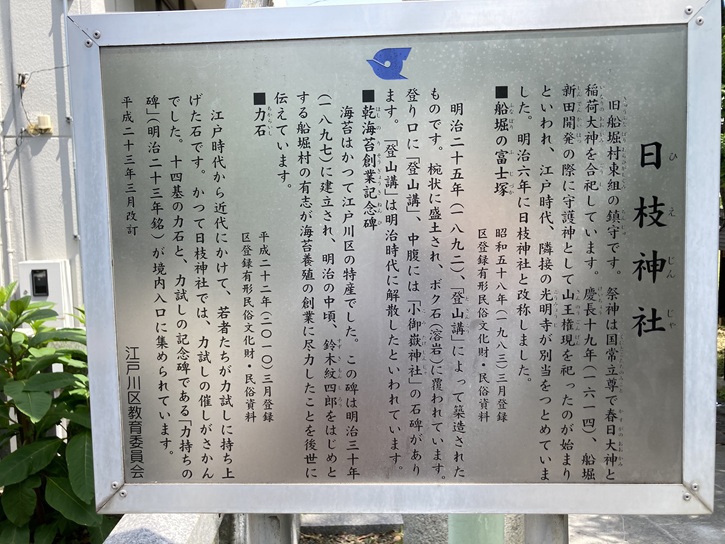 日枝神社
ひえじんじゃ
旧船堀村東組の鎮守です。祭神は国常立尊で春日大神と
稲荷大神を合祀しています。慶長十九年(一六一四)、船堀
新田開発の際に守護神として山王権現を祀ったのが始まり
といわれ、江戸時代、隣接の光明寺が別当をつとめていま
した。明治六年に日枝神社と改称しました。
■船堀の富士塚
昭和五十八年(一九八三)三月登録
区登録有形民俗文化財・民俗資料
明治二十五年(一八九二)、「登山講」によって築造された
ものです。椀状に盛土され、ボク石(溶岩)に覆われています。
登り口に「登山講」、中腹には「小御嶽神社」の石碑があり
ます。「登山講」は明治時代に解散したといわれています。
■乾海苔創業記念碑
海苔はかつて江戸川区の特産でした。この碑は明治三十年
(一八九七)に建立され、明治の中頃、鈴木紋四郎をはじめと
する船堀村の有志が海苔養殖の創業に尽力したことを後世に
伝えています。
■力石
平成二十二年(二〇一〇)三月登録
区登録有形民俗文化財・民俗資料
江戸時代から近代にかけて、若者たちが力試しに持ち上
げた石です。かつて日枝神社では、力試しの催しがさかん
でした。十四基の力石と、力試しの記念碑である「力持ちの
碑」(明治二十三年銘)が境内入口に集められています。
平成二十三年三月改訂
江戸川区教育委員会